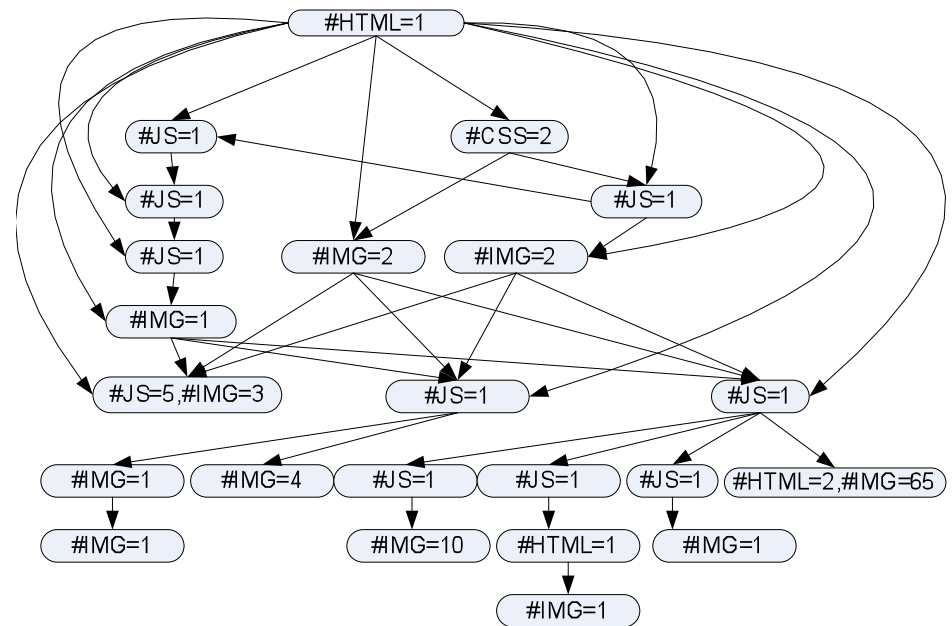 #HTML=1
#JS=1
#CSS=2
#JS=1
#JS=1
#JS=1
#IMG=2
#IMG=2
#IMG=1
#JS=5,#IMG=3
#JS=1
#JS=1
#IMG=1
#IMG=4
#JS=1
#JS=1
#JS=1
#HTML=2,#IMG=65
#IMG=1
#IMG=10
#HTML=1
#IMG=1
#IMG=1